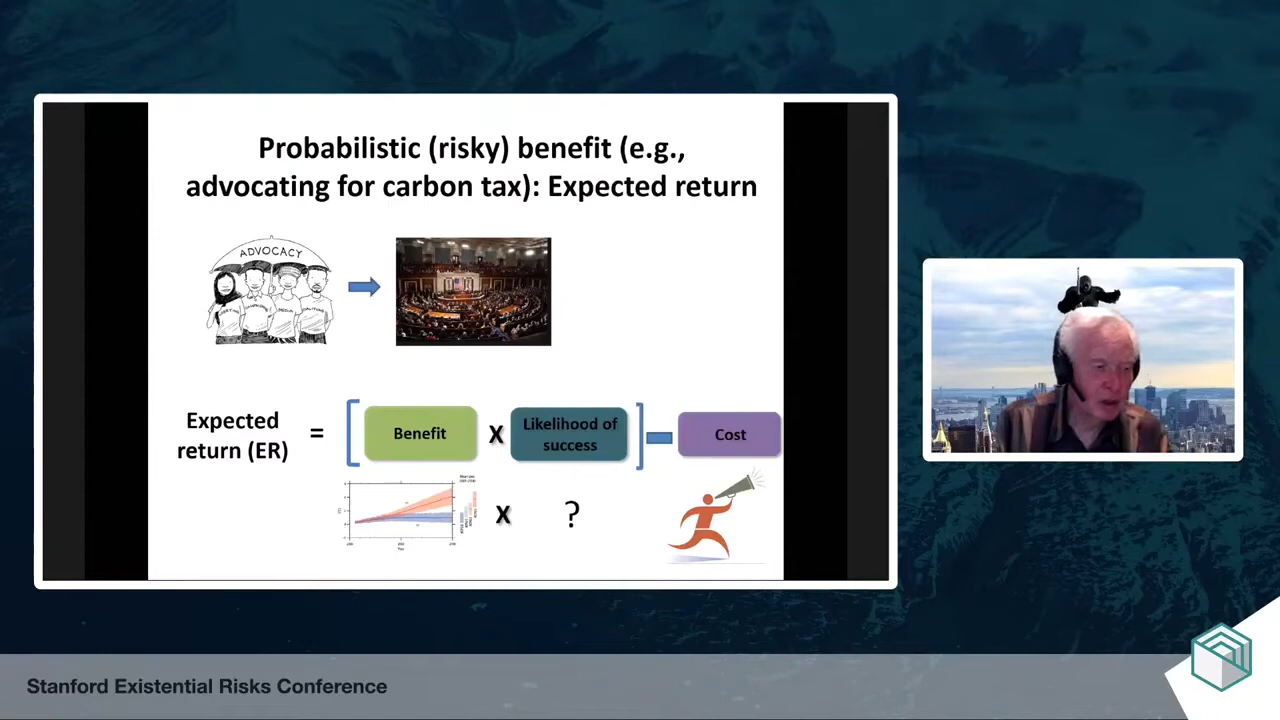 Probabilistic (risky) benefit (e.g.,
advocating for carbon tax): Expected return
ADVOCACY
Expected
return (ER)
=
Benefit
X
Likelihood of
success
Cost
X
?
Stanford Existential Risks Conference